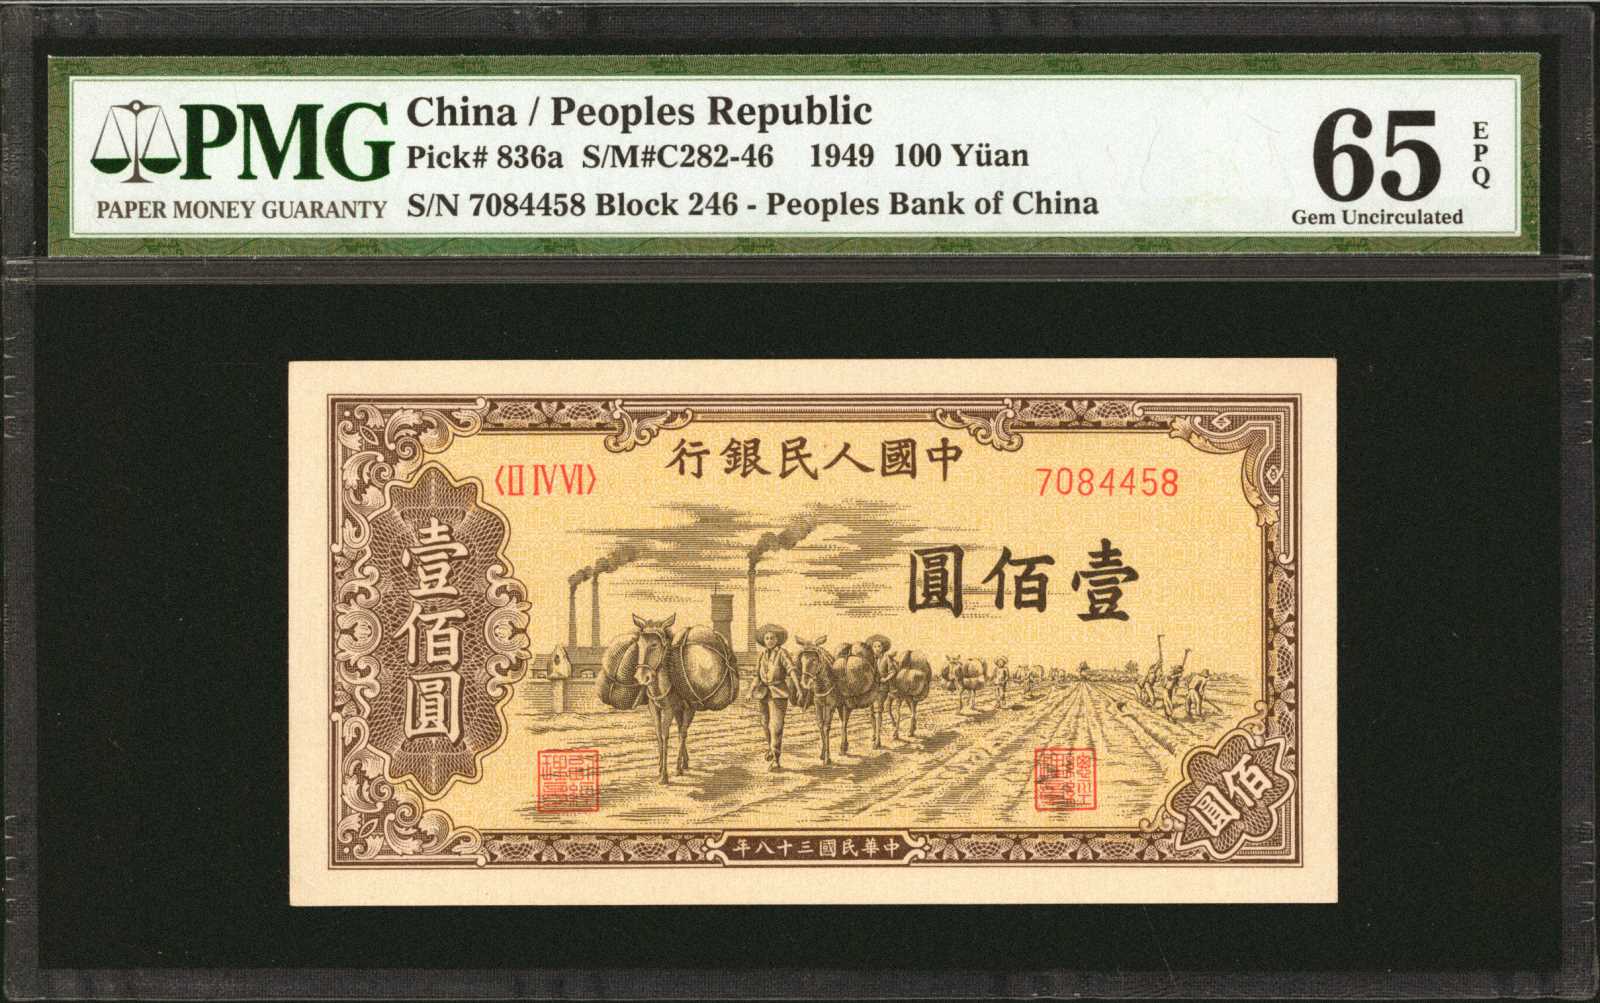 PMG
PAPER MONEY GUARANTY
China / Peoples Republic
Pick# 836a S/M#C282-46 1949 100 Yüan
S/N 7084458 Block 246 - Peoples Bank of China
65
EPQ
Gem Uncirculated
行銀民人國中
〈II IV VI〉
7084458
圓佰壹
壹佰圓
佰圓
年八十三國民華中